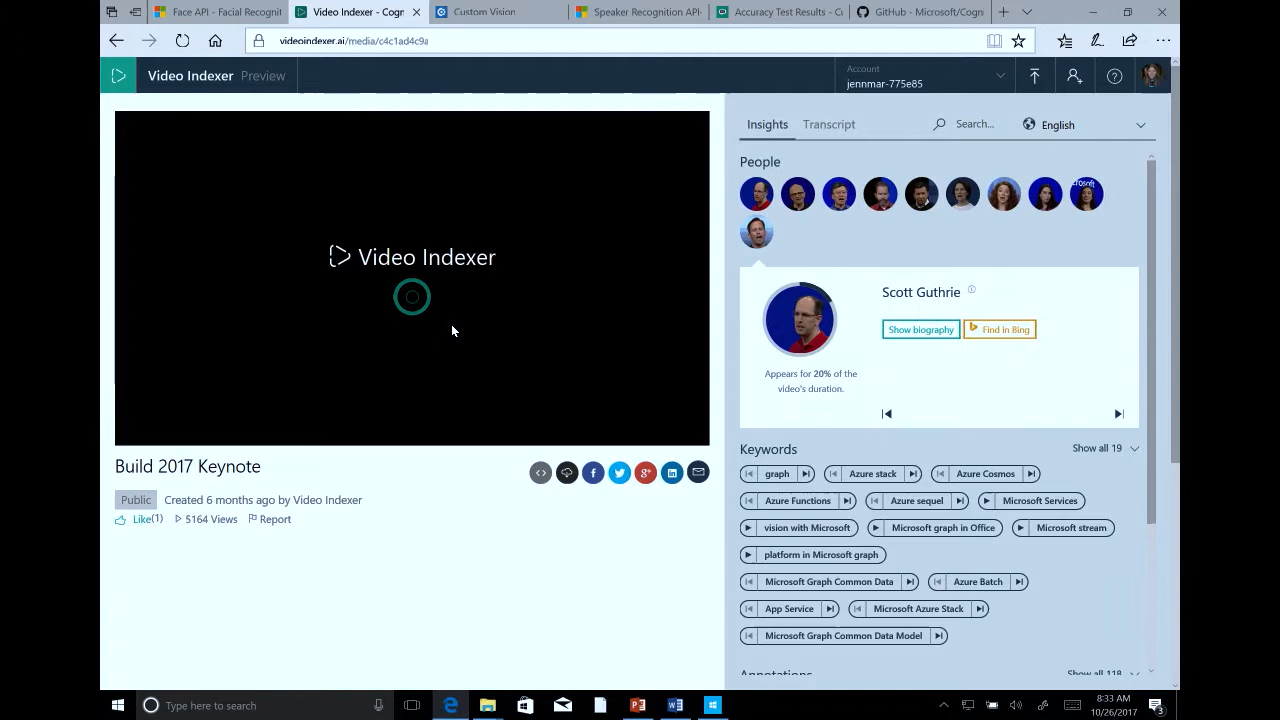 Face API - Facial Recognit
Video Indexer - Cogn
Custom Vision
Speaker Recognition API-
Accuracy Test Results - Cu
GitHub - Microsoft/Cogn
videoindexer.ai/media/c4c1ad4c9a
Video Indexer Preview
Account
jennmar-775e85
Insights
Transcript
Search...
English
People
Video Indexer
Scott Guthrie
Show biography
Find in Bing
Appears for 20% of the
video's duration.
Build 2017 Keynote
Public
Created 6 months ago by Video Indexer
Like(1)
5164 Views
Report
Keywords
Show all 19
graph
Azure stack
Azure Cosmos
Azure Functions
Azure sequel
Microsoft Services
vision with Microsoft
Microsoft graph in Office
Microsoft stream
platform in Microsoft graph
Microsoft Graph Common Data
Azure Batch
App Service
Microsoft Azure Stack
Microsoft Graph Common Data Model
Annotations
Show all 118
Type here to search
8:33 AM
10/26/2017
3